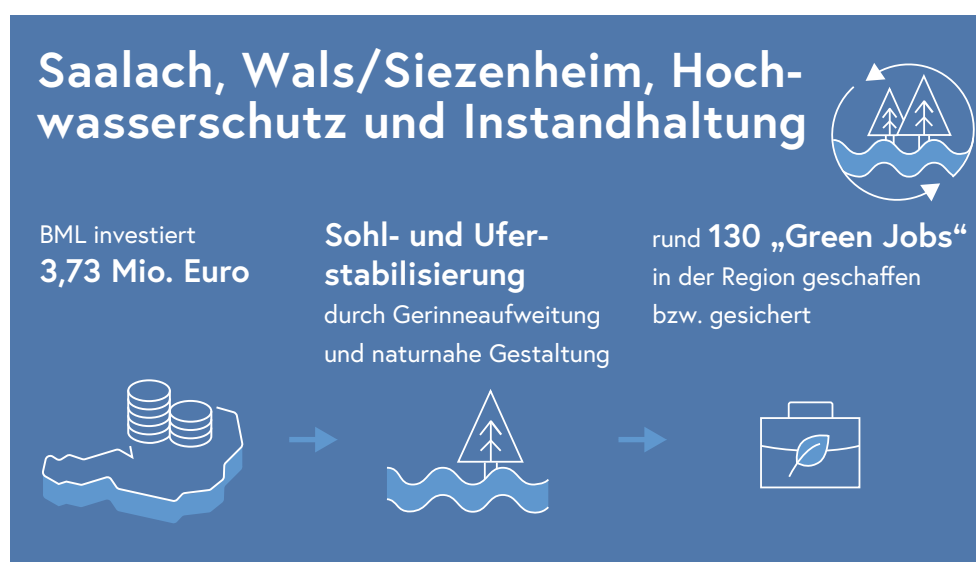 Saalach, Wals/Siezenheim, Hoch-
wasserschutz und Instandhaltung
BML investiert
3,73 Mio. Euro
Sohl- und Ufer-
stabilisierung
durch Gerinneaufweitung
und naturnahe Gestaltung
rund 130 „Green Jobs“
in der Region geschaffen
bzw. gesichert